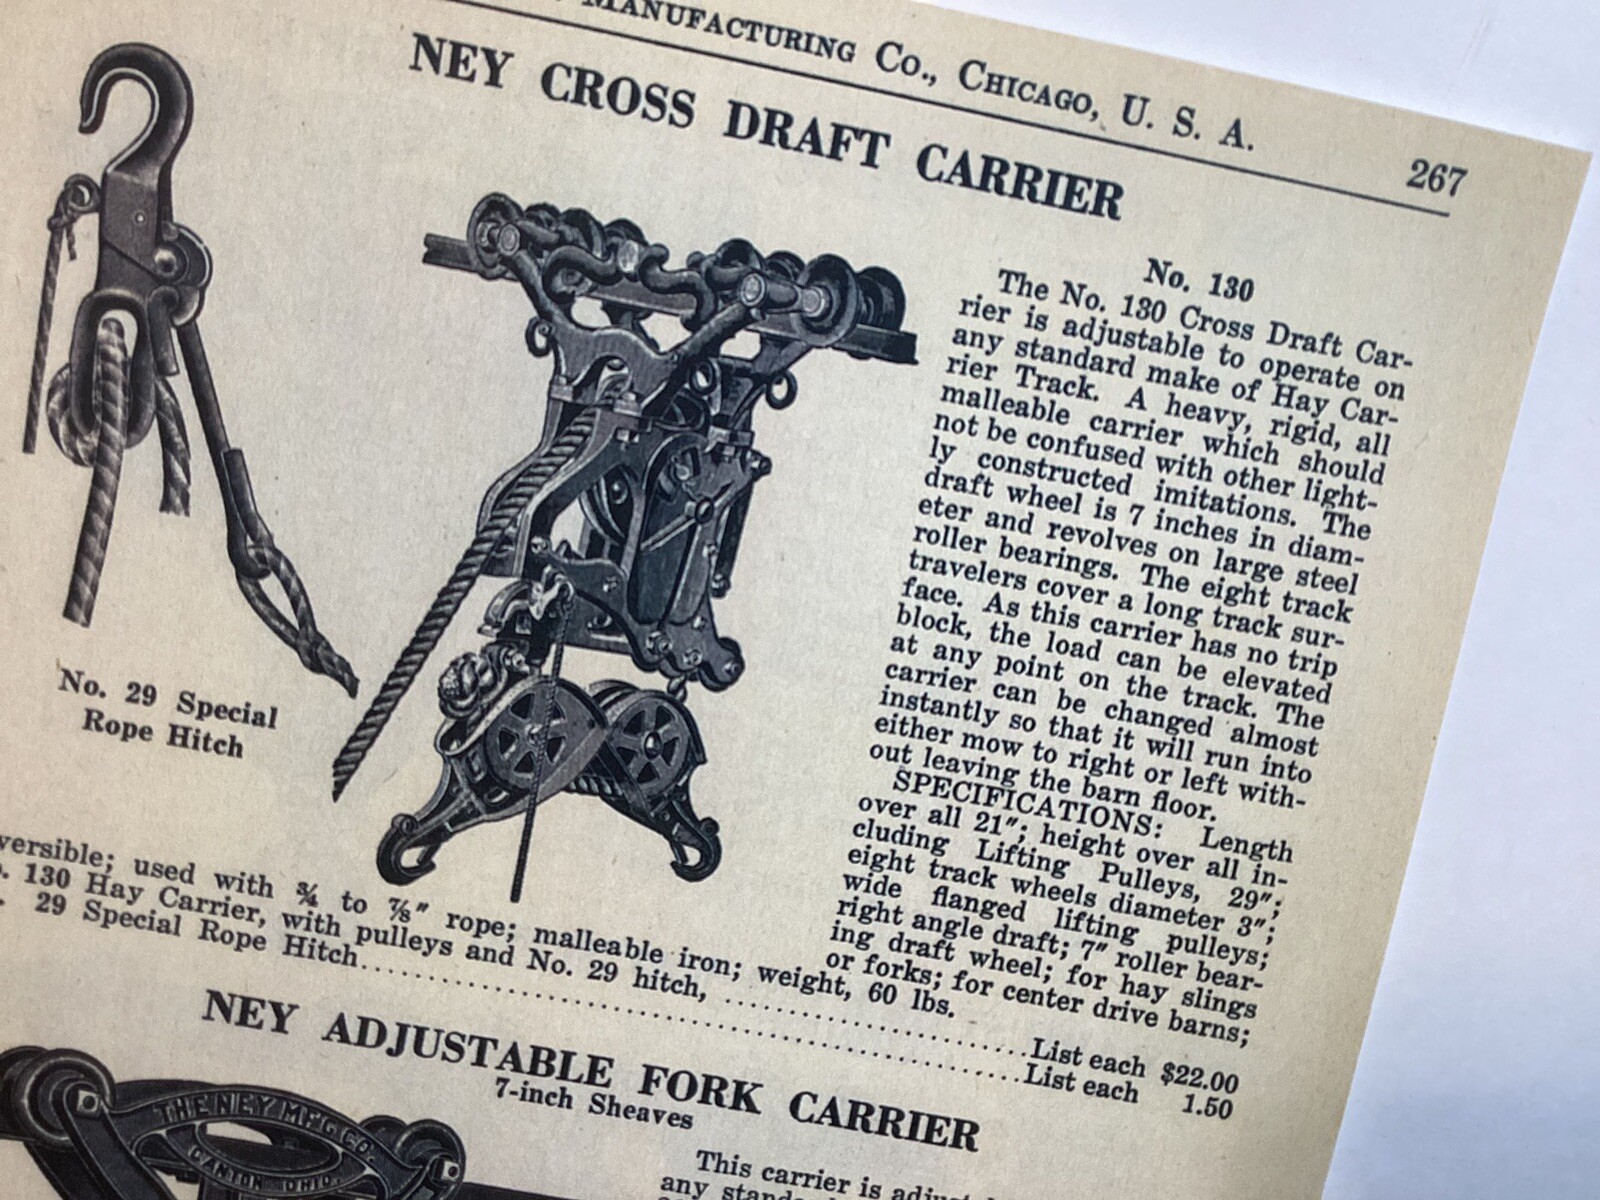 MANUFACTURING CO., CHICAGO, U. S. A.
267
NEY CROSS DRAFT CARRIER
No. 130
The No. 130 Cross Draft Car-
rier is adjustable to operate on
any standard make of Hay Car-
rier Track. A heavy, rigid, all
malleable carrier which should
not be confused with other light-
ly constructed imitations. The
draft wheel is 7 inches in diam-
eter and revolves on large steel
roller bearings. The eight track
travelers cover a long track sur-
face. As this carrier has no trip
block, the load can be elevated
at any point on the track. The
carrier can be changed almost
instantly so that it will run into
either mow to right or left with-
out leaving the barn floor.
SPECIFICATIONS: Length
over all 21″; height over all in-
cluding Lifting Pulleys, 29″;
eight track wheels diameter 3″;
wide flanged lifting pulleys;
right angle draft; 7″ roller bear-
ing draft wheel; for hay slings
or forks; for center drive barns;
versible; used with ¾ to ⅞″ rope; malleable iron; weight, 60 lbs.
. 130 Hay Carrier, with pulleys and No. 29 hitch, ....................List each $22.00
. 29 Special Rope Hitch............................................List each 1.50
No. 29 Special
Rope Hitch
NEY ADJUSTABLE FORK CARRIER
7-inch Sheaves
THE NEY MFG CO.
CANTON OHIO.
This carrier is
any